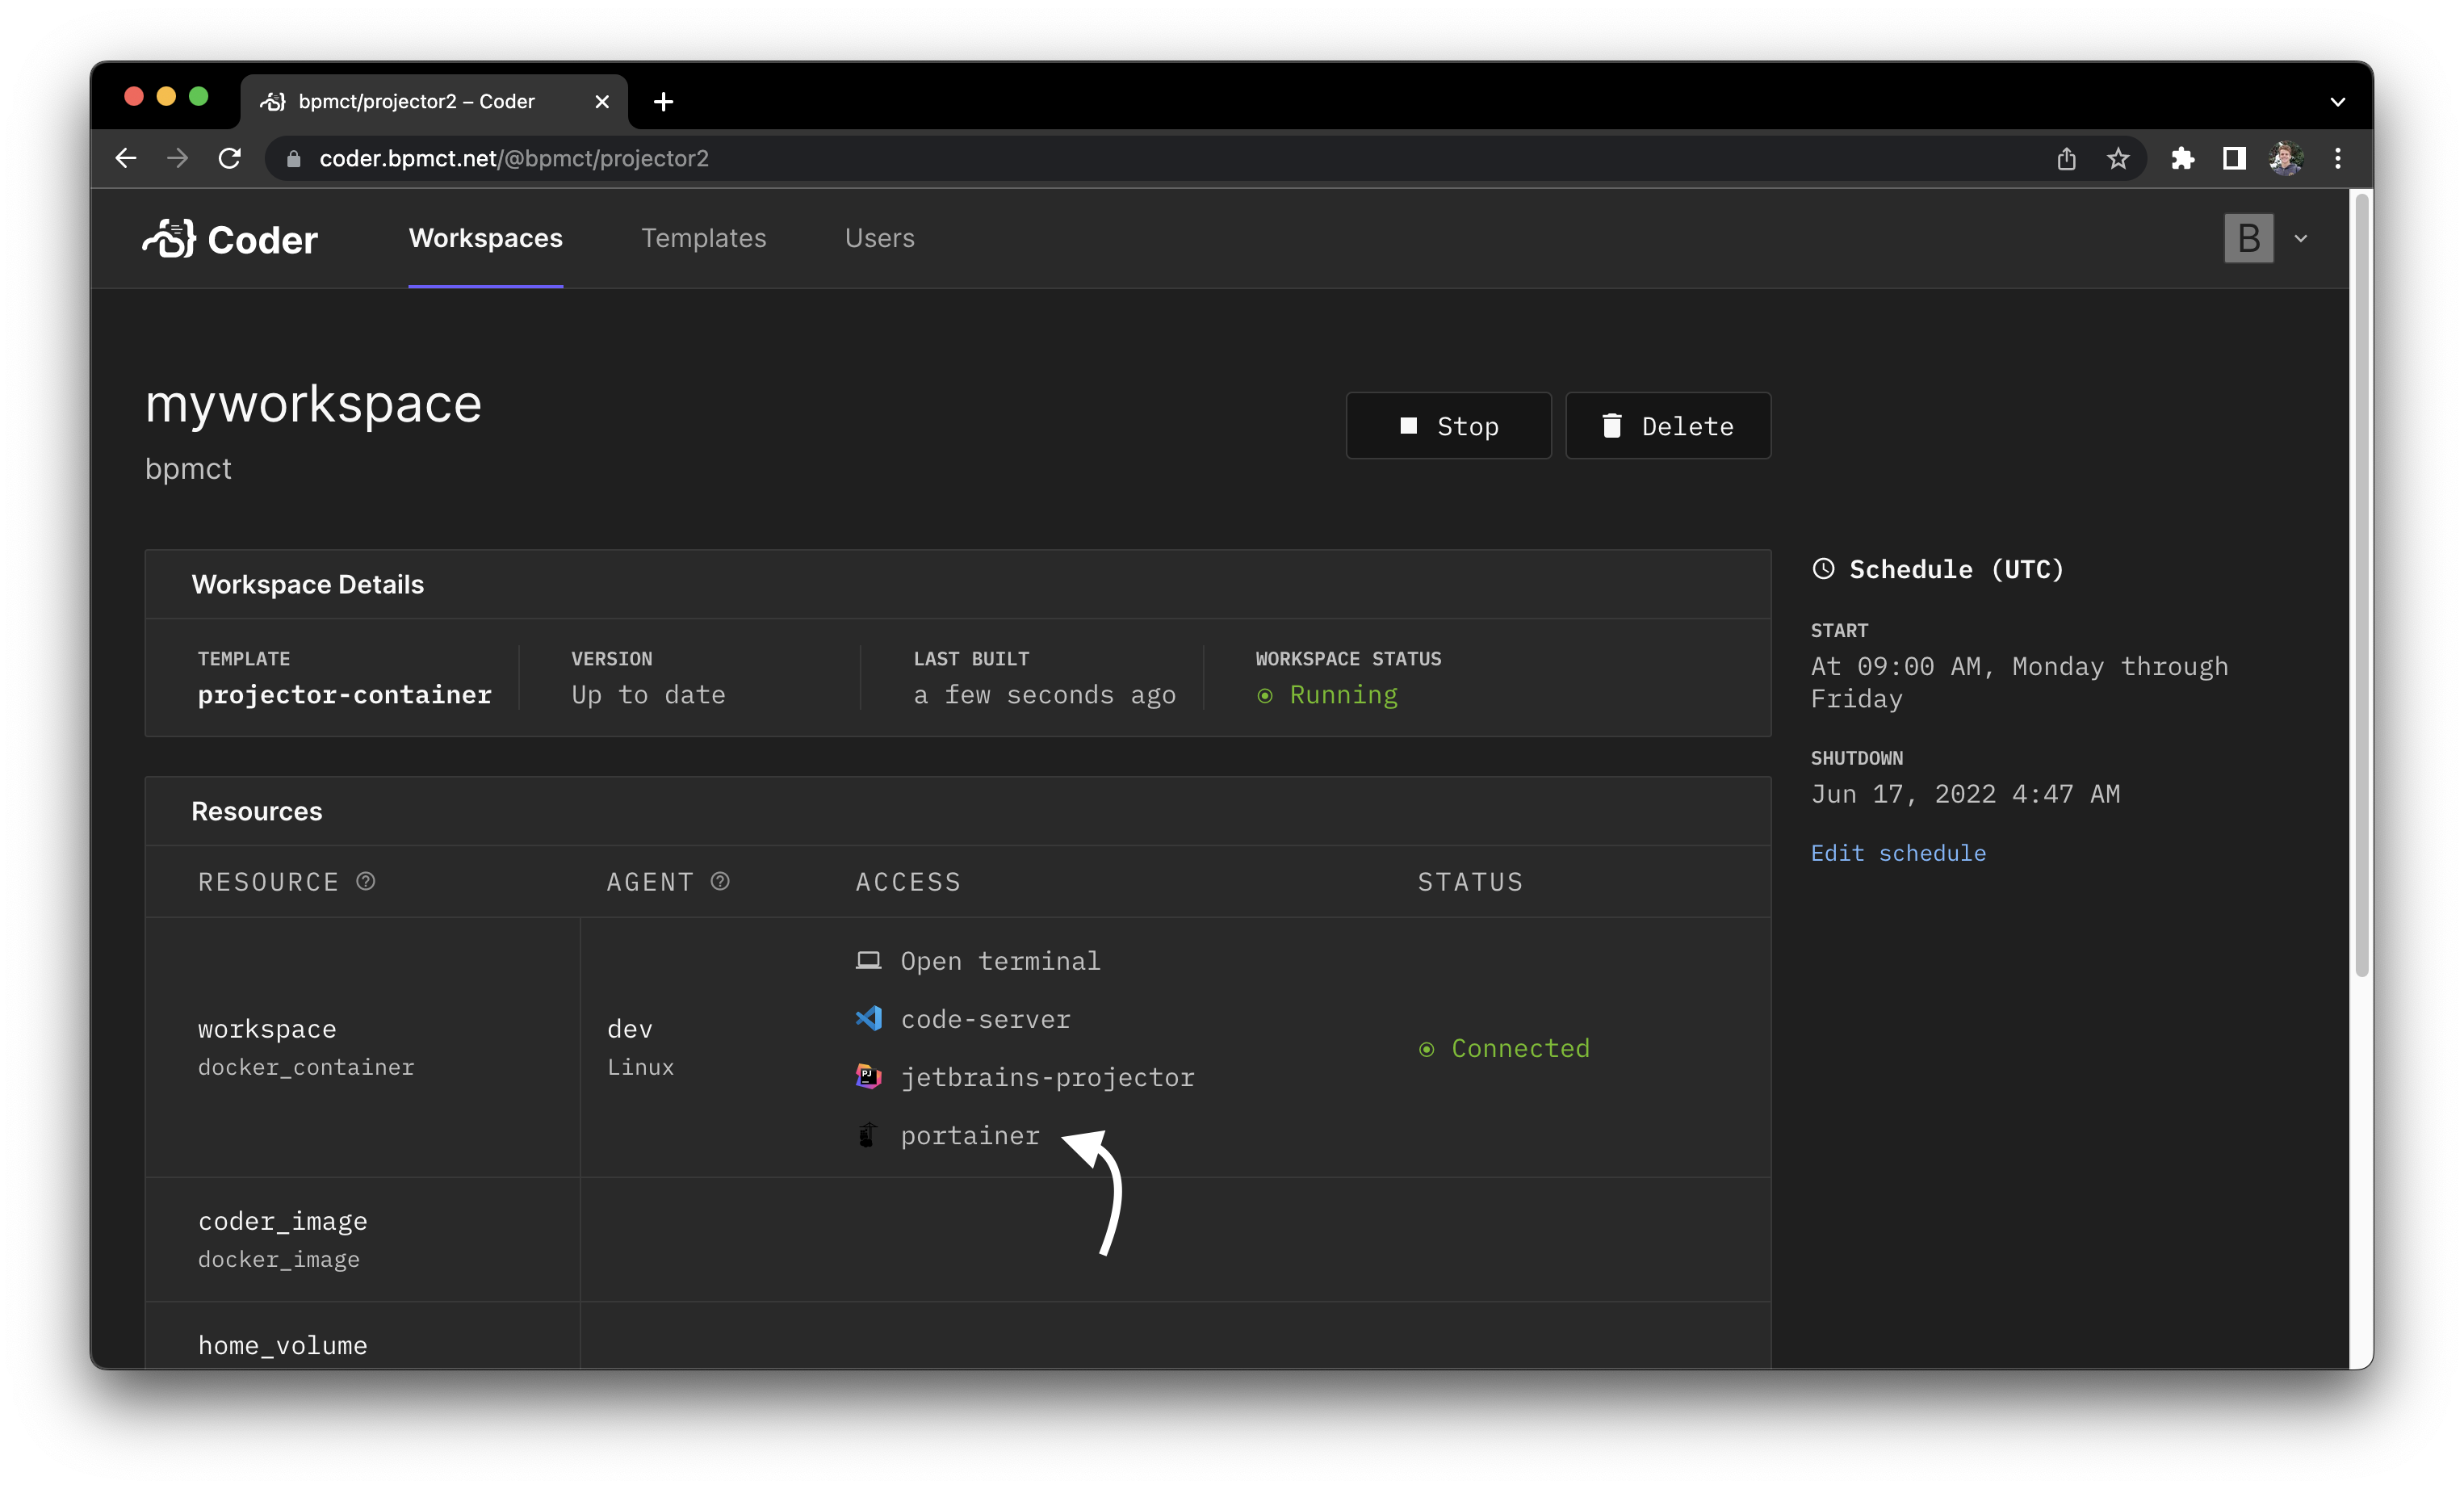 bpmct/projector2 – Coder
coder.bpmct.net/@bpmct/projector2
Coder
Workspaces
Templates
Users
B
myworkspace
bpmct
Stop
Delete
Workspace Details
TEMPLATE
projector-container
VERSION
Up to date
LAST BUILT
a few seconds ago
WORKSPACE STATUS
Running
Schedule (UTC)
START
At 09:00 AM, Monday through
Friday
SHUTDOWN
Jun 17, 2022 4:47 AM
Edit schedule
Resources
RESOURCE
AGENT
ACCESS
STATUS
workspace
docker_container
dev
Linux
Open terminal
code-server
PJ
jetbrains-projector
portainer
Connected
coder_image
docker_image
home_volume